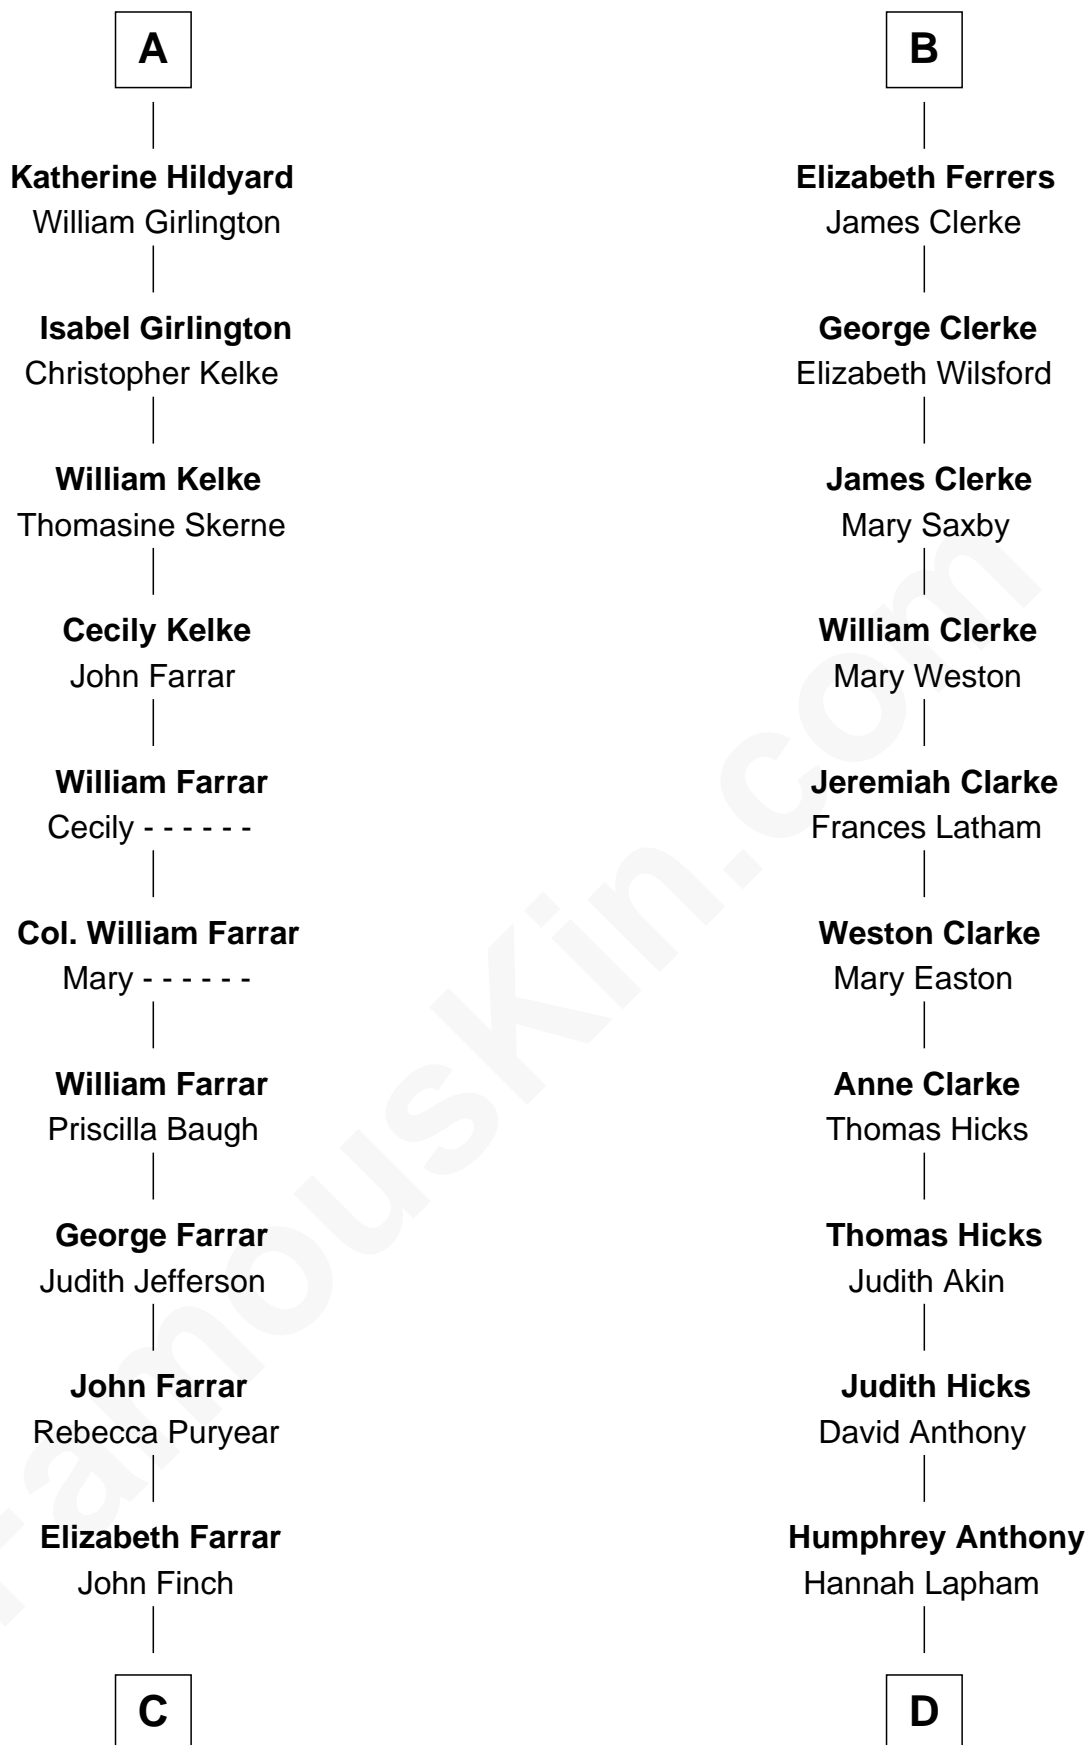 A
Katherine Hildyard
William Girlington
Isabel Girlington
Christopher Kelke
William Kelke
Thomasine Skerne
Cecily Kelke
John Farrar
William Farrar
Cecily - - - - - -
Col. William Farrar
Mary - - - - - -
William Farrar
Priscilla Baugh
George Farrar
Judith Jefferson
John Farrar
Rebecca Puryear
Elizabeth Farrar
John Finch
C
B
Elizabeth Ferrers
James Clerke
George Clerke
Elizabeth Wilsford
James Clerke
Mary Saxby
William Clerke
Mary Weston
Jeremiah Clarke
Frances Latham
Weston Clarke
Mary Easton
Anne Clarke
Thomas Hicks
Thomas Hicks
Judith Akin
Judith Hicks
David Anthony
Humphrey Anthony
Hannah Lapham
D
FamousKin.com